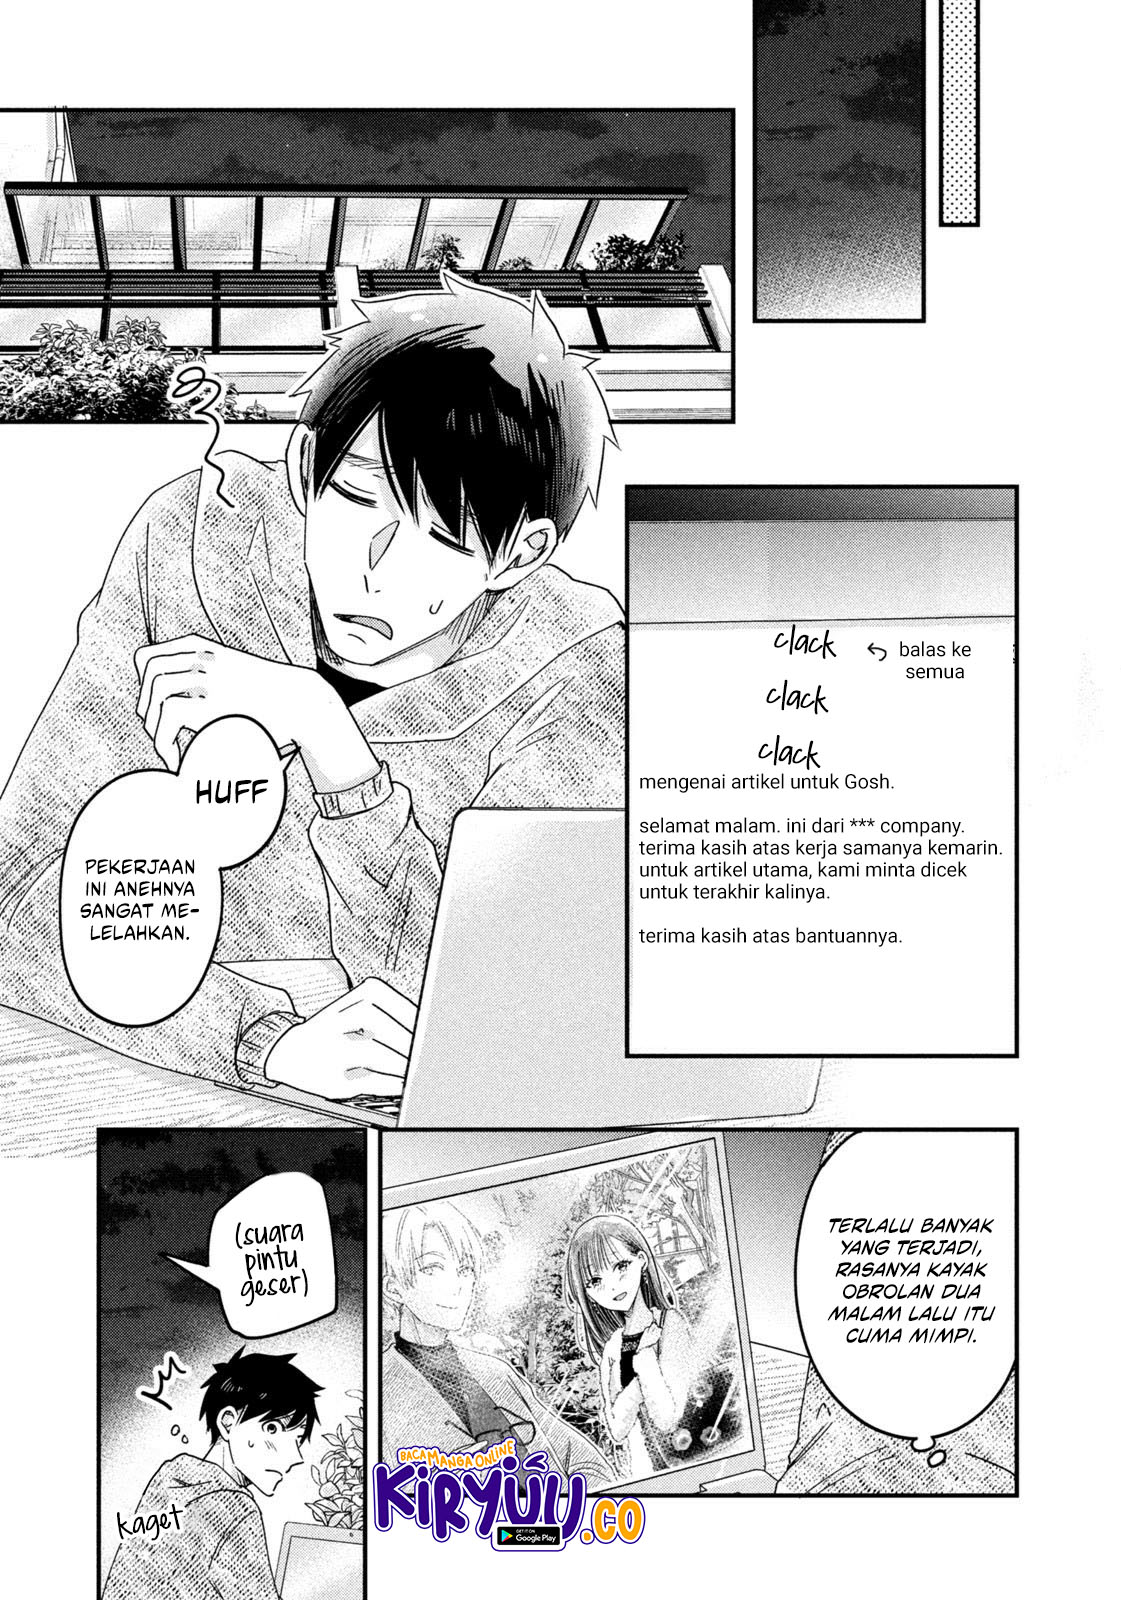 clack
clack
clack
balas ke
semua
mengenai artikel untuk Gosh.
selamat malam. ini dari *** company.
terima kasih atas kerja samanya kemarin.
untuk artikel utama, kami minta dicek
untuk terakhir kalinya.
terima kasih atas bantuannya.
HUFF
PEKERJAAN
INI ANEHNYA
SANGAT ME-
LELAHKAN.
TERLALU BANYAK
YANG TERJADI,
RASANYA KAYAK
OBROLAN DUA
MALAM LALU ITU
CUMA MIMPI.
(suara
pintu
geser)
kaget
BACA MANGA ONLINE
KIRYUU.CO
GET IT ON
Google Play